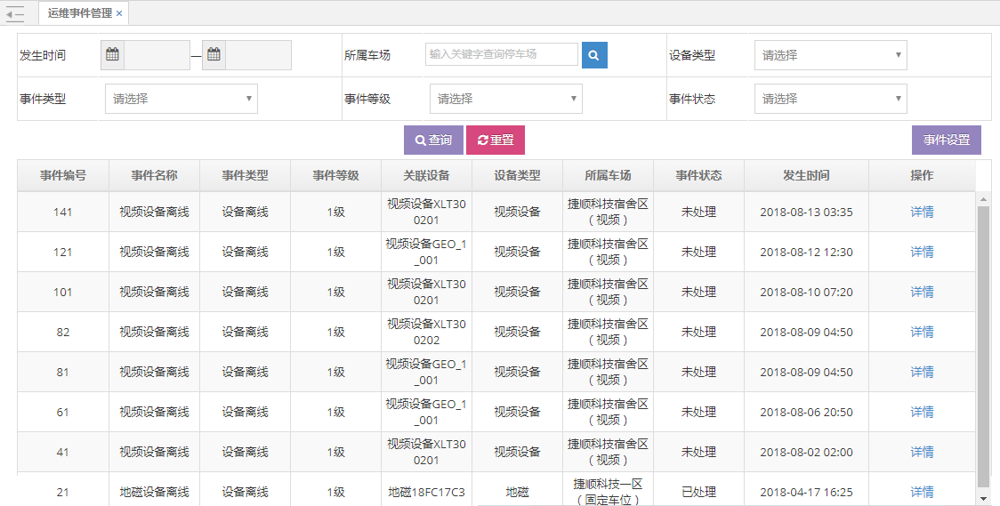 运维事件管理 ×
发生时间 — 所属车场 输入关键字查询停车场 设备类型 请选择
事件类型 请选择 事件等级 请选择 事件状态 请选择
查询 重置 事件设置
事件编号 事件名称 事件类型 事件等级 关联设备 设备类型 所属车场 事件状态 发生时间 操作
141 视频设备离线 设备离线 1级 视频设备XLT300201 视频设备 捷顺科技宿舍区（视频） 未处理 2018-08-13 03:35 详情
121 视频设备离线 设备离线 1级 视频设备GEO_1_001 视频设备 捷顺科技宿舍区（视频） 未处理 2018-08-12 12:30 详情
101 视频设备离线 设备离线 1级 视频设备XLT300201 视频设备 捷顺科技宿舍区（视频） 未处理 2018-08-10 07:20 详情
82 视频设备离线 设备离线 1级 视频设备XLT300202 视频设备 捷顺科技宿舍区（视频） 未处理 2018-08-09 04:50 详情
81 视频设备离线 设备离线 1级 视频设备GEO_1_001 视频设备 捷顺科技宿舍区（视频） 未处理 2018-08-09 04:50 详情
61 视频设备离线 设备离线 1级 视频设备GEO_1_001 视频设备 捷顺科技宿舍区（视频） 未处理 2018-08-06 20:50 详情
41 视频设备离线 设备离线 1级 视频设备XLT300201 视频设备 捷顺科技宿舍区（视频） 未处理 2018-08-02 02:00 详情
21 地磁设备离线 设备离线 1级 地磁18FC17C3 地磁 捷顺科技一区（固定车位） 已处理 2018-04-17 16:25 详情